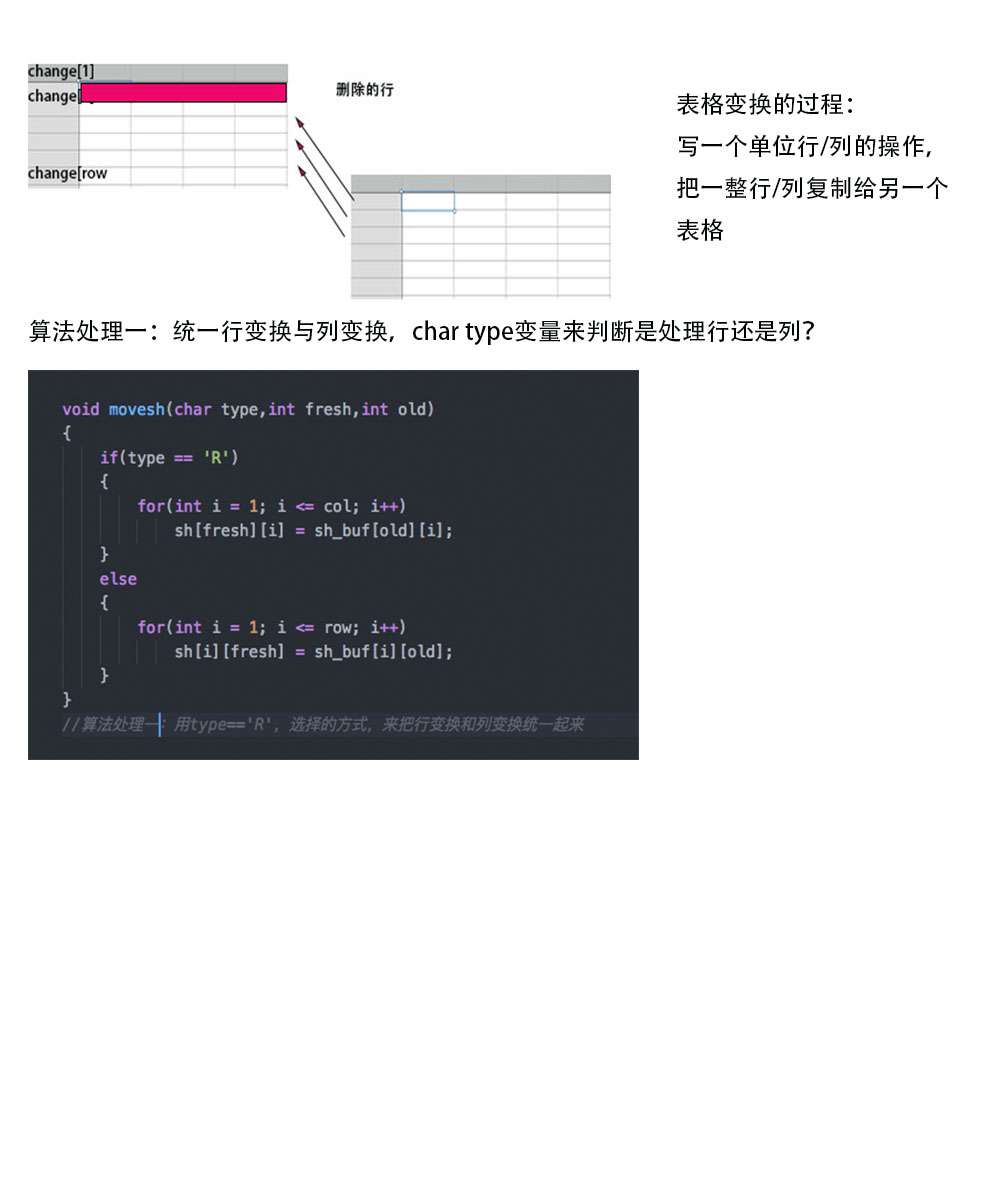 change[1]
change[
删除的行
change[row
表格变换的过程：
写一个单位行/列的操作，
把一整行/列复制给另一个
表格
算法处理一：统一行变换与列变换，char type变量来判断是处理行还是列？
void movesh(char type,int fresh,int old)
{
if(type == 'R')
{
for(int i = 1; i <= col; i++)
sh[fresh][i] = sh_buf[old][i];
}
else
{
for(int i = 1; i <= row; i++)
sh[i][fresh] = sh_buf[i][old];
}
}
//算法处理一：用type=='R'，选择的方式，来把行变换和列变换统一起来